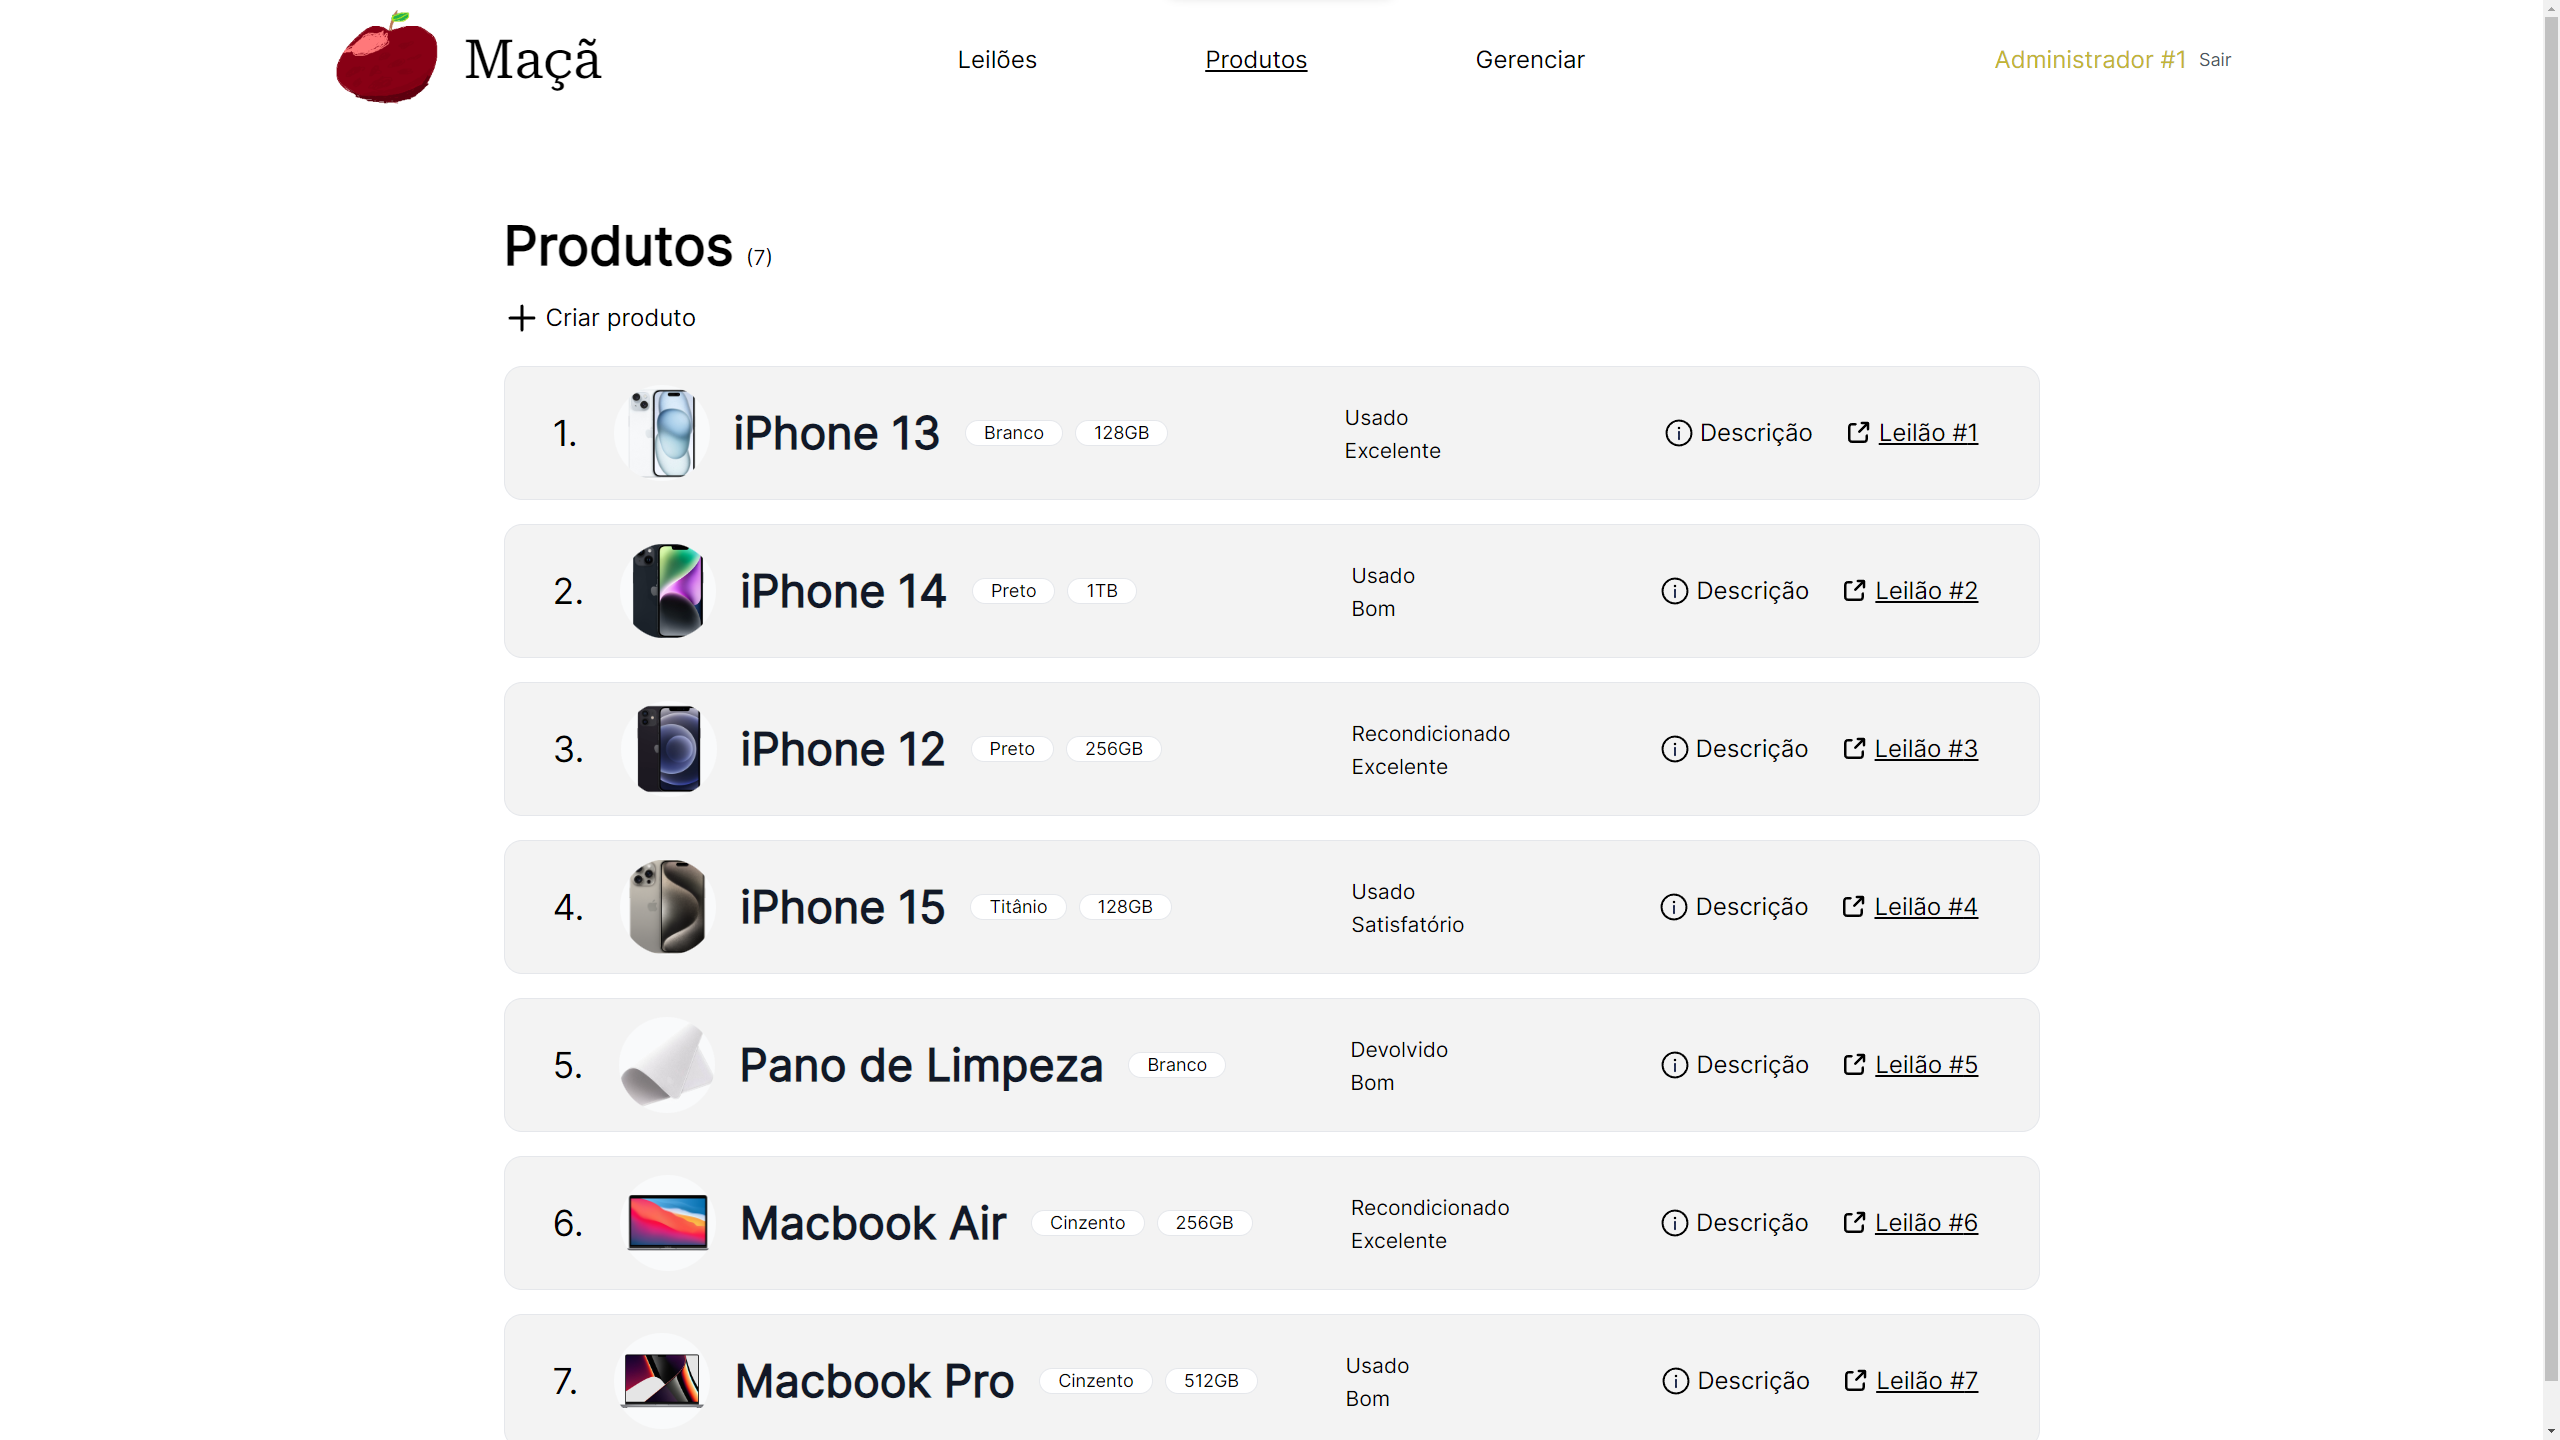 Maçã
Leilões
Produtos
Gerenciar
Administrador #1 Sair
Produtos (7)
Criar produto
1. iPhone 13 Branco 128GB
Usado
Excelente
Descrição Leilão #1
2. iPhone 14 Preto 1TB
Usado
Bom
Descrição Leilão #2
3. iPhone 12 Preto 256GB
Recondicionado
Excelente
Descrição Leilão #3
4. iPhone 15 Titânio 128GB
Usado
Satisfatório
Descrição Leilão #4
5. Pano de Limpeza Branco
Devolvido
Bom
Descrição Leilão #5
6. Macbook Air Cinzento 256GB
Recondicionado
Excelente
Descrição Leilão #6
7. Macbook Pro Cinzento 512GB
Usado
Bom
Descrição Leilão #7